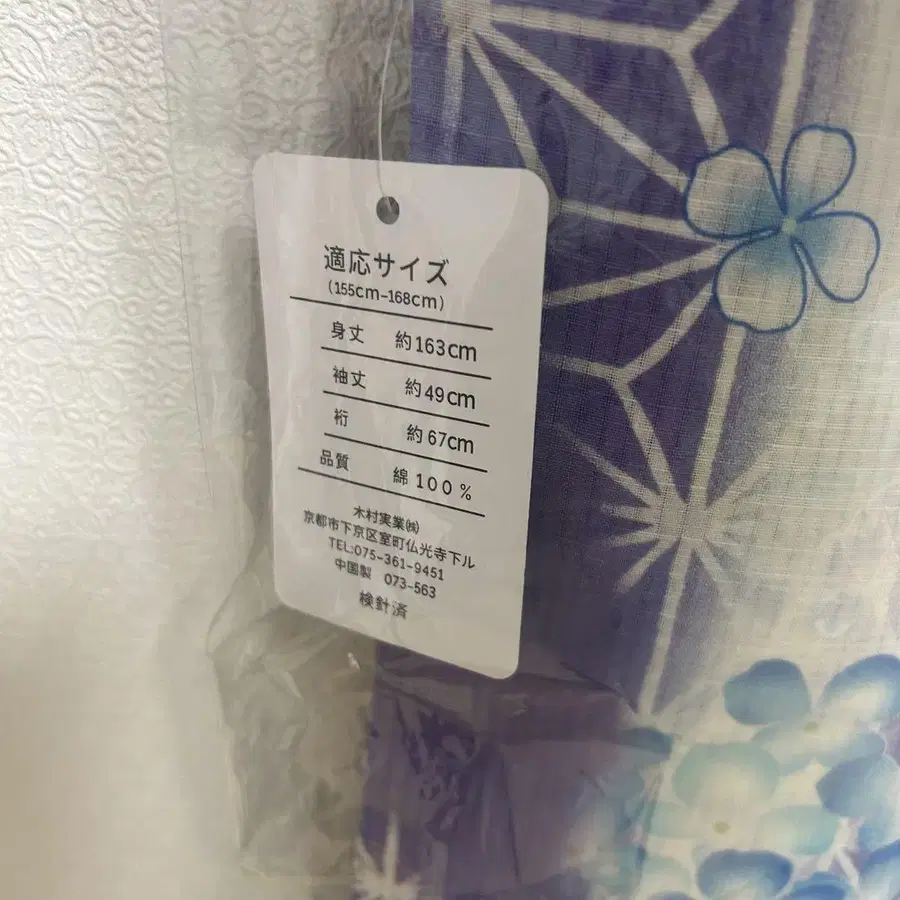 適応サイズ
(155cm-168cm)
身丈 約163cm
袖丈 約49cm
裄 約67cm
品質 綿100%
木村実業㈱
京都市下京区室町仏光寺下ル
TEL:075-361-9451
中国製 073-563
検針済